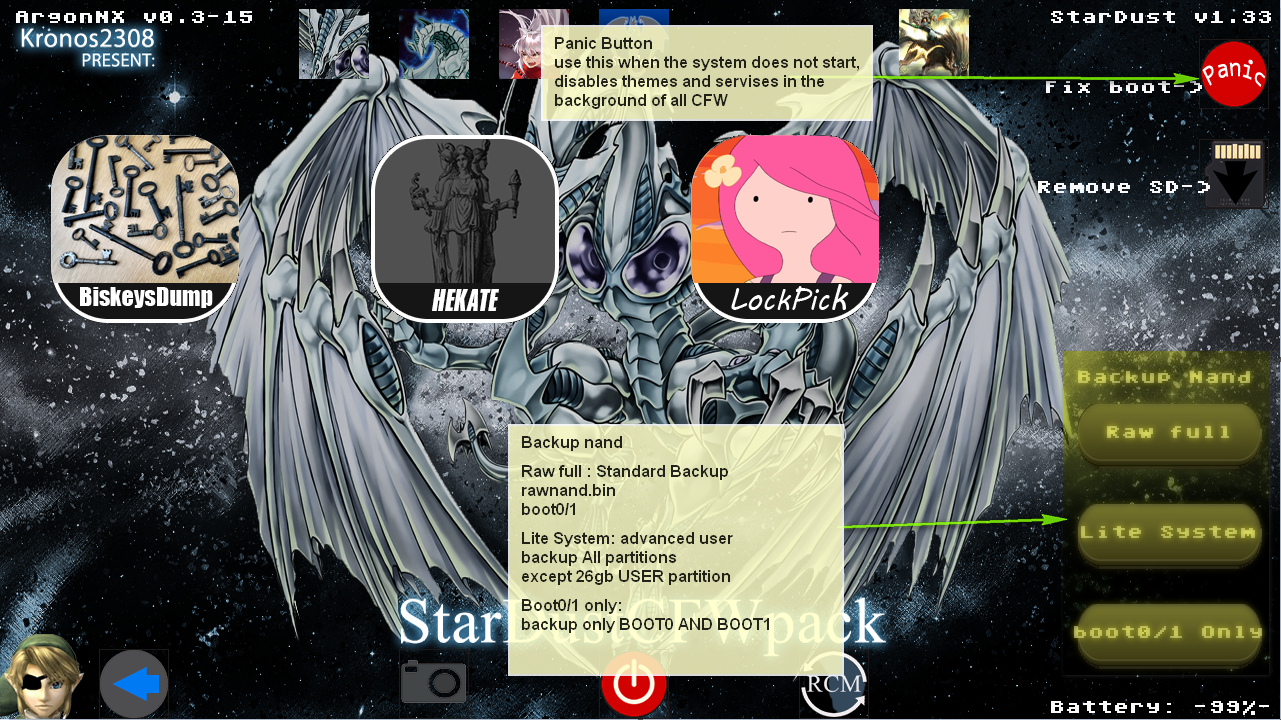 ArgonNX v0.3-15
StarDust v1.33
Kronos2308
PRESENT:
Panic Button
use this when the system does not start,
disables themes and servises in the
background of all CFW
Panic
Fix boot->
Remove SD->
BiskeysDump
HEKATE
LockPick
Backup Nand
Raw full
Lite System
boot0/1 Only
Backup nand
Raw full : Standard Backup
rawnand.bin
boot0/1
Lite System: advanced user
backup All partitions
except 26gb USER partition
Boot0/1 only:
backup only BOOT0 AND BOOT1
StarDustCFWpack
RCM
Battery: -99%-